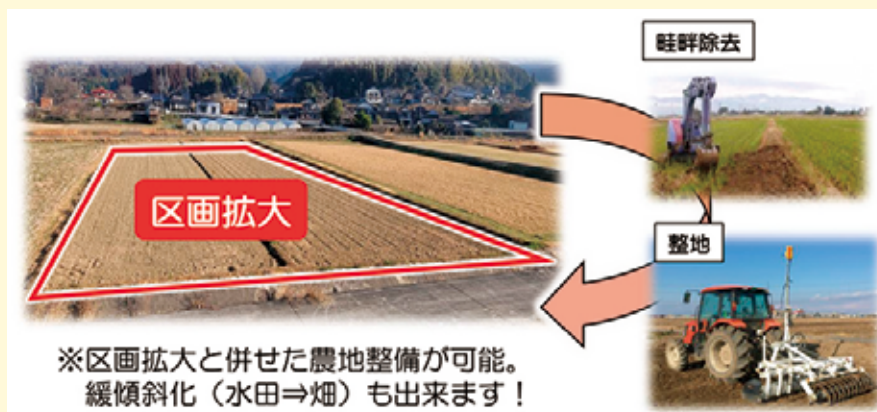 畦畔除去
区画拡大
整地
※区画拡大と併せた農地整備が可能。
緩傾斜化（水田⇒畑）も出来ます！